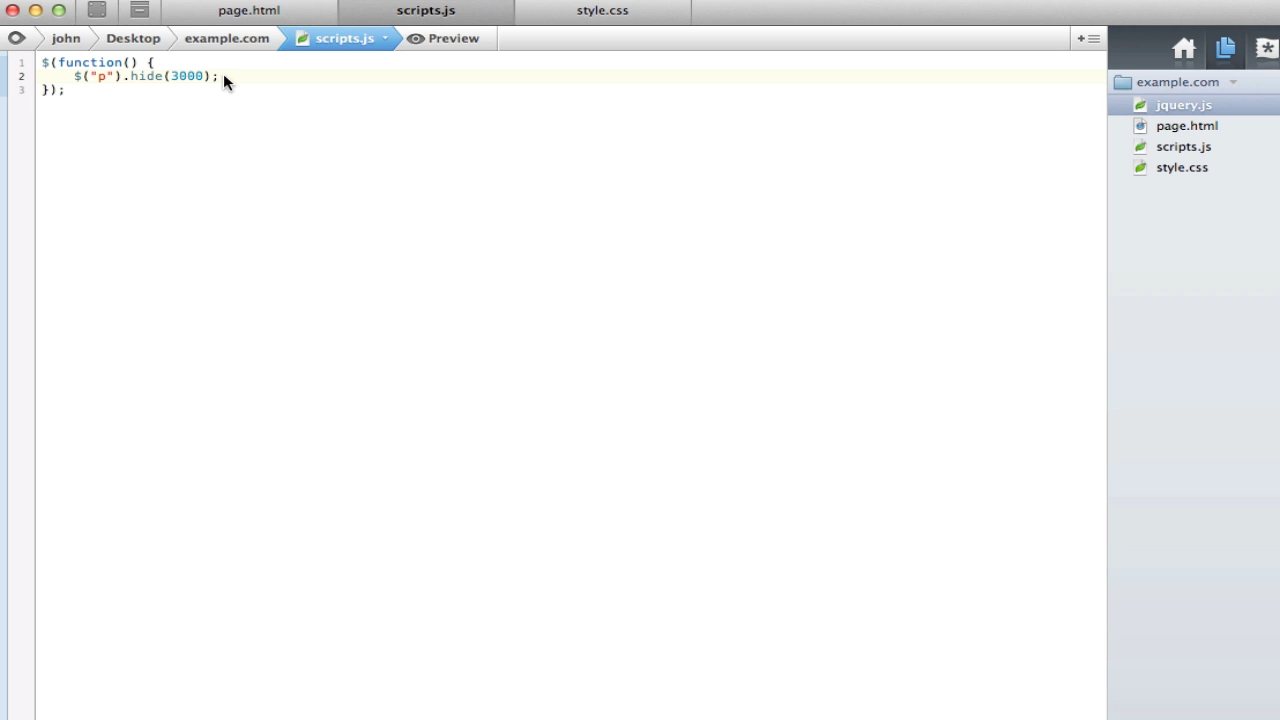 page.html scripts.js style.css
john Desktop example.com scripts.js Preview
1 $(function() {
2 $("p").hide(3000);
3 });
example.com
jquery.js
page.html
scripts.js
style.css